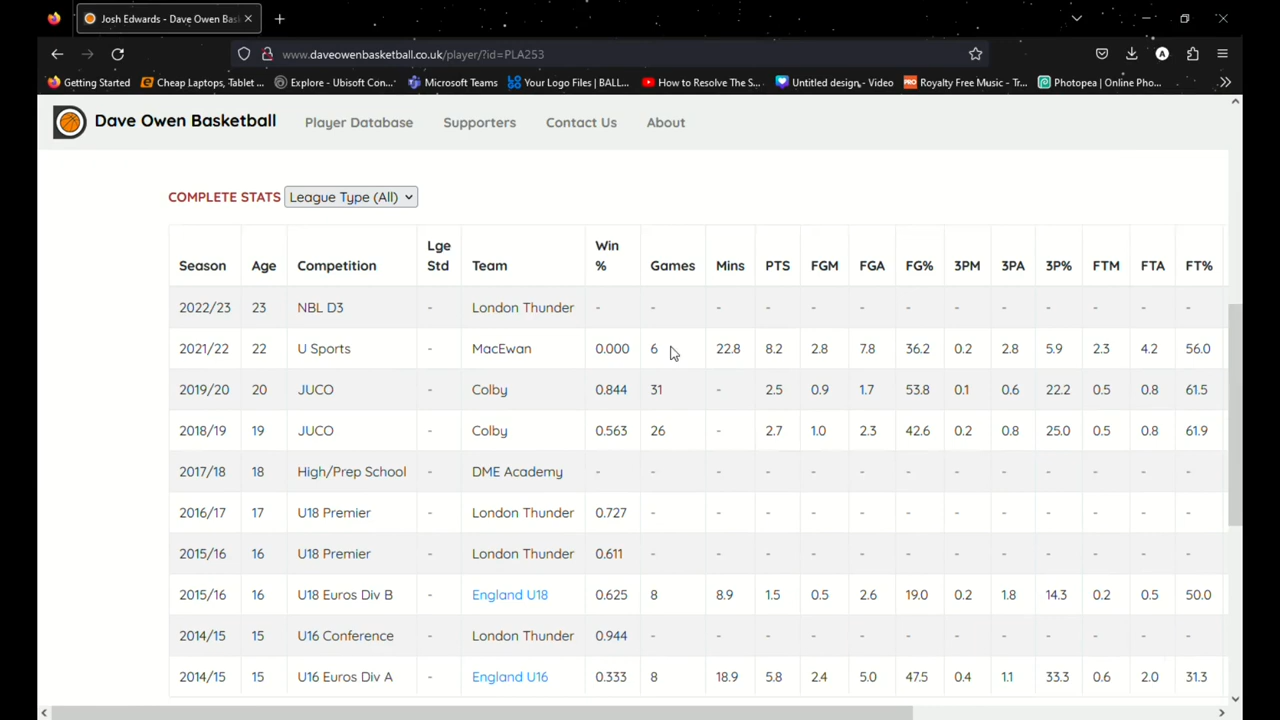 Josh Edwards - Dave Owen Bas
www.daveowenbasketball.co.uk/player/?id=PLA253
A
Getting Started Cheap Laptops, Tablet ... Explore - Ubisoft Con... Microsoft Teams Your Logo Files | BALL... How to Resolve The S... Untitled design - Video Royalty Free Music - Tr... Photopea | Online Pho...
Dave Owen Basketball Player Database Supporters Contact Us About
COMPLETE STATS League Type (All)
Season Age Competition Lge Std Team Win % Games Mins PTS FGM FGA FG% 3PM 3PA 3P% FTM FTA FT%
2022/23 23 NBL D3 - London Thunder - - - - - - - - - - - - -
2021/22 22 U Sports - MacEwan 0.000 6 22.8 8.2 2.8 7.8 36.2 0.2 2.8 5.9 2.3 4.2 56.0
2019/20 20 JUCO - Colby 0.844 31 - 2.5 0.9 1.7 53.8 0.1 0.6 22.2 0.5 0.8 61.5
2018/19 19 JUCO - Colby 0.563 26 - 2.7 1.0 2.3 42.6 0.2 0.8 25.0 0.5 0.8 61.9
2017/18 18 High/Prep School - DME Academy - - - - - - - - - - - - -
2016/17 17 U18 Premier - London Thunder 0.727 - - - - - - - - - - - -
2015/16 16 U18 Premier - London Thunder 0.611 - - - - - - - - - - - -
2015/16 16 U18 Euros Div B - England U18 0.625 8 8.9 1.5 0.5 2.6 19.0 0.2 1.8 14.3 0.2 0.5 50.0
2014/15 15 U16 Conference - London Thunder 0.944 - - - - - - - - - - - -
2014/15 15 U16 Euros Div A - England U16 0.333 8 18.9 5.8 2.4 5.0 47.5 0.4 1.1 33.3 0.6 2.0 31.3